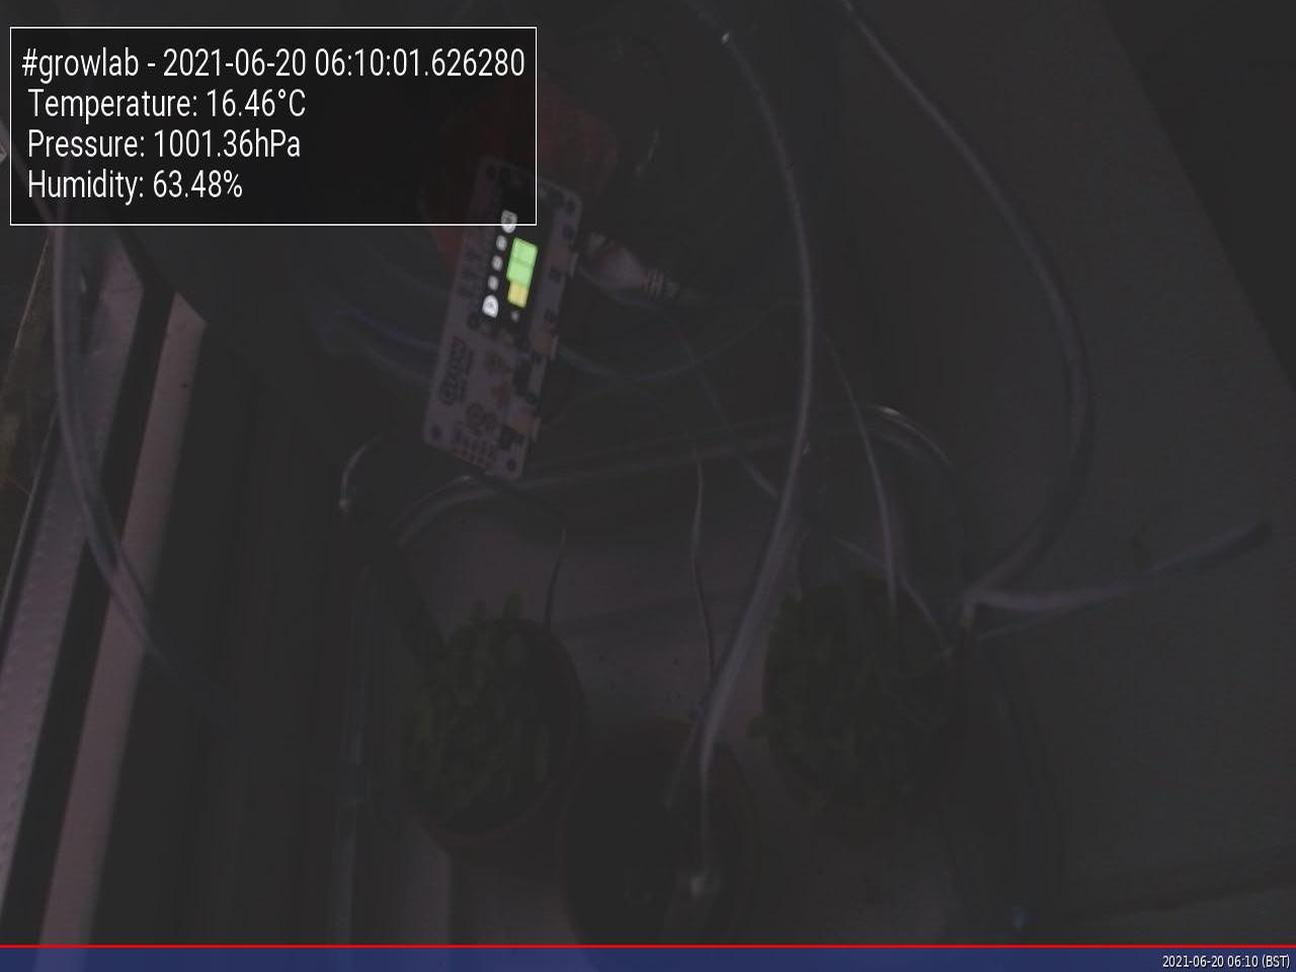 #growlab - 2021-06-20 06:10:01.626280
Temperature: 16.46°C
Pressure: 1001.36hPa
Humidity: 63.48%
2021-06-20 06:10 (BST)